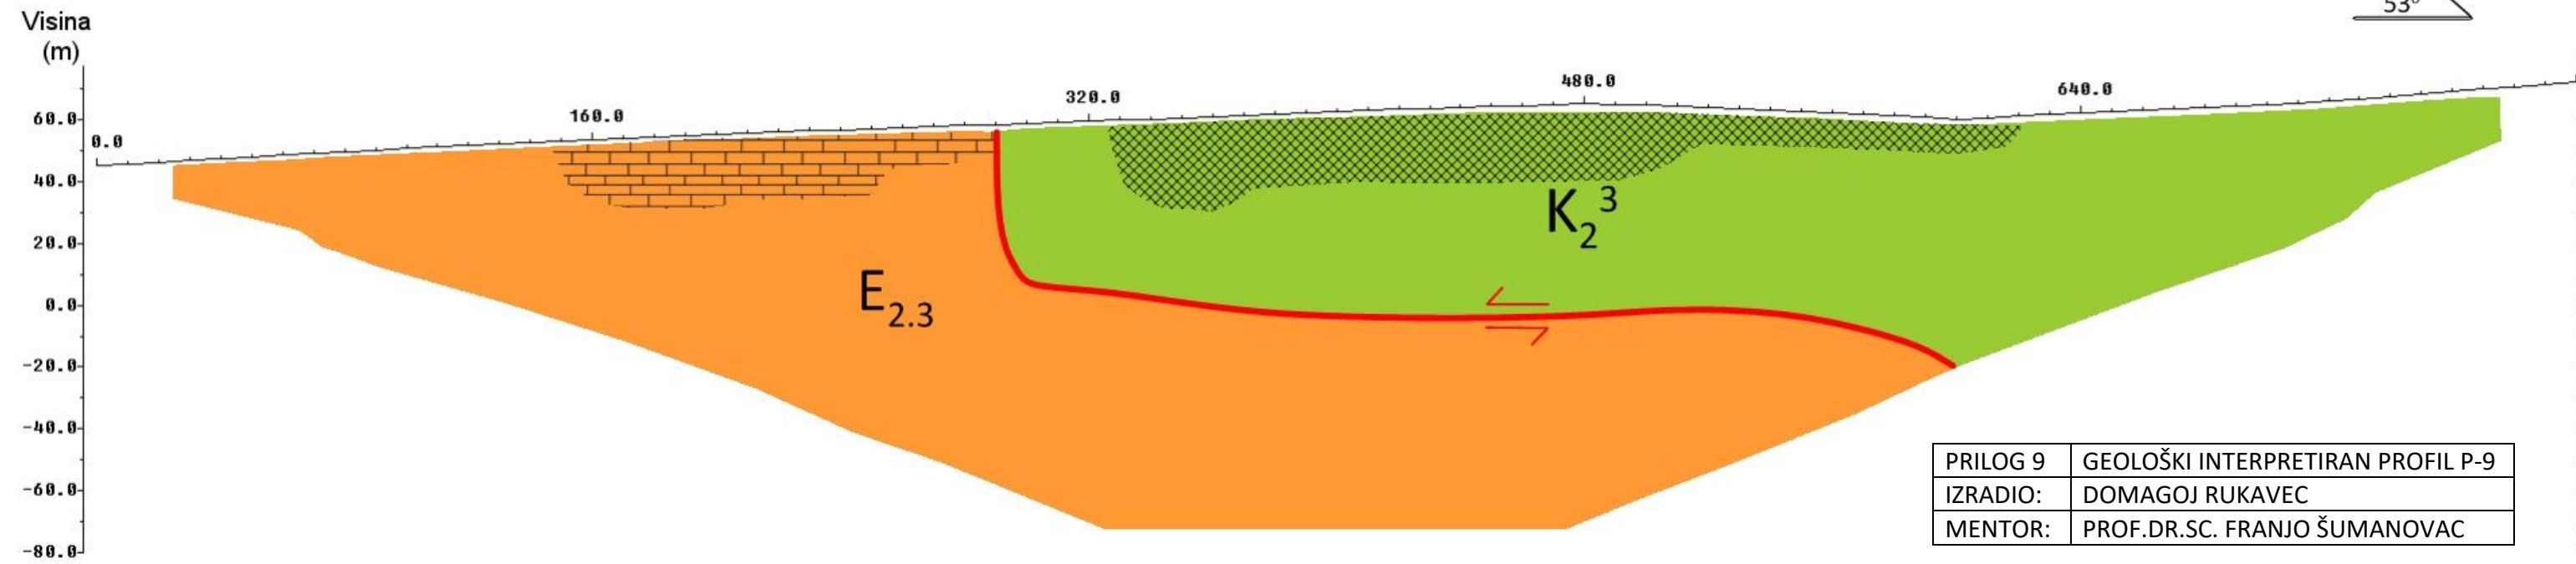 53°
Visina
(m)
0.0
160.0
320.0
480.0
640.0
60.0
40.0
20.0
0.0
-20.0
-40.0
-60.0
-80.0
E2.3
K2 3
PRILOG 9 GEOLOŠKI INTERPRETIRAN PROFIL P-9
IZRADIO: DOMAGOJ RUKAVEC
MENTOR: PROF.DR.SC. FRANJO ŠUMANOVAC